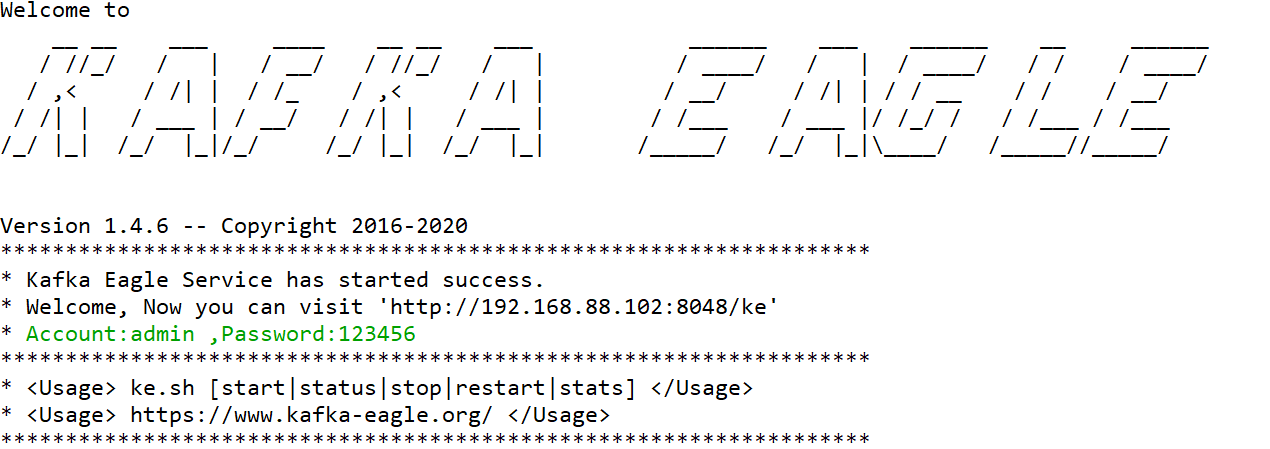 Welcome to
KAFKA EAGLE
Version 1.4.6 -- Copyright 2016-2020
*******************************************************************
* Kafka Eagle Service has started success.
* Welcome, Now you can visit 'http://192.168.88.102:8048/ke'
* Account:admin ,Password:123456
*******************************************************************
* <Usage> ke.sh [start|status|stop|restart|stats] </Usage>
* <Usage> https://www.kafka-eagle.org/ </Usage>
*******************************************************************